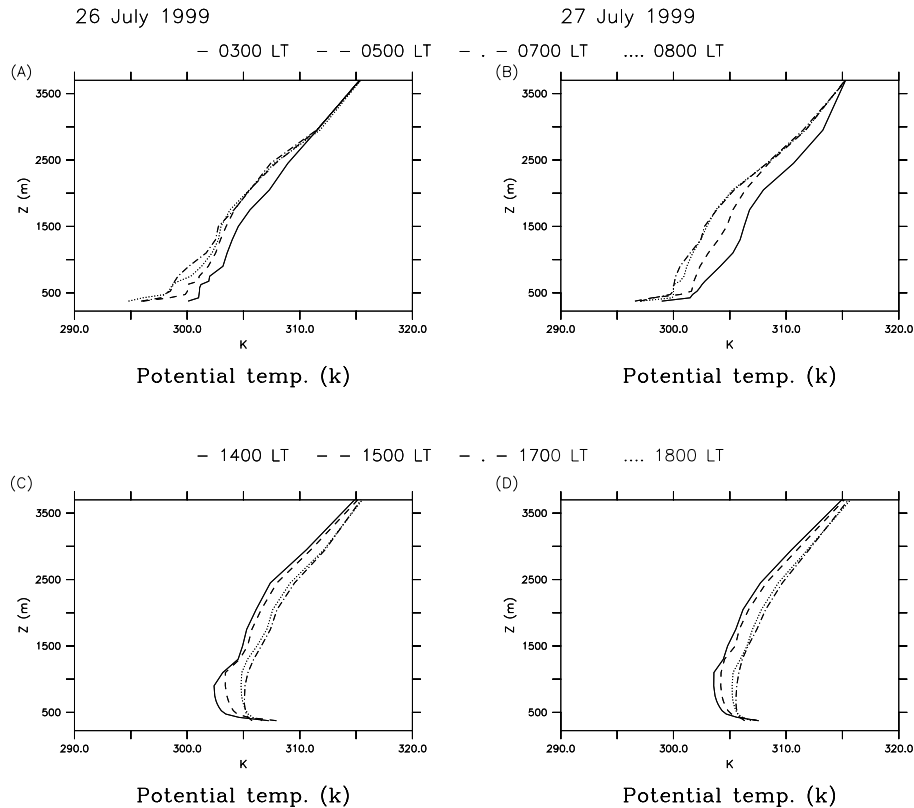 26 July 1999 27 July 1999
– 0300 LT – – 0500 LT – . – 0700 LT .... 0800 LT
(A) (B)
3500 3500
2500 2500
Z (m) Z (m)
1500 1500
500 500
290.0 300.0 310.0 320.0 290.0 300.0 310.0 320.0
K K
Potential temp. (k) Potential temp. (k)
– 1400 LT – – 1500 LT – . – 1700 LT .... 1800 LT
(C) (D)
3500 3500
2500 2500
Z (m) Z (m)
1500 1500
500 500
290.0 300.0 310.0 320.0 290.0 300.0 310.0 320.0
K K
Potential temp. (k) Potential temp. (k)